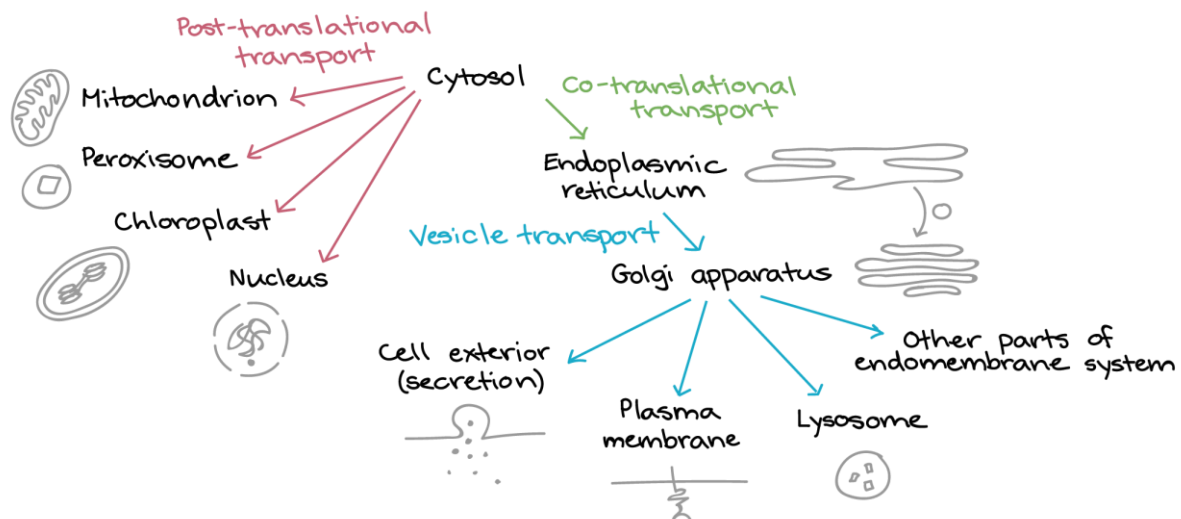 Post-translational
transport
Cytosol
Co-translational
transport
Mitochondrion
Peroxisome
Endoplasmic
reticulum
Chloroplast
Vesicle transport
Nucleus
Golgi apparatus
Cell exterior
(secretion)
Other parts of
endomembrane system
Plasma
membrane
Lysosome